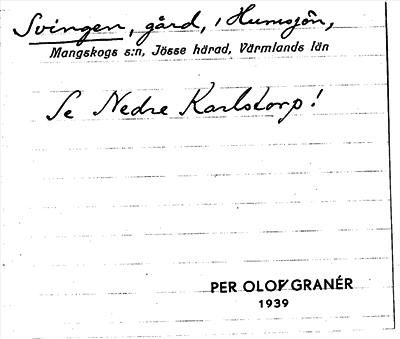 Svingen, gård, i Humsjön,
Mangskogs s:n, Jösse härad, Värmlands län
Se Nedre Karlstorp!
PER OLOF GRANÉR
1939